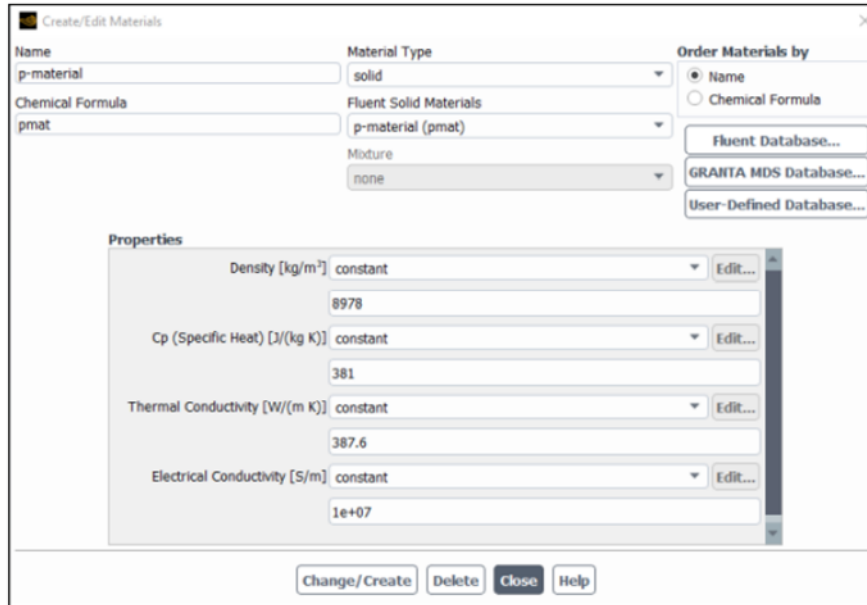 Create/Edit Materials
Name
p-material
Chemical Formula
pmat
Material Type
solid
Fluent Solid Materials
p-material (pmat)
Mixture
none
Order Materials by
Name
Chemical Formula
Fluent Database...
GRANTA MDS Database...
User-Defined Database...
Properties
Density [kg/m³] constant Edit...
8978
Cp (Specific Heat) [J/(kg K)] constant Edit...
381
Thermal Conductivity [W/(m K)] constant Edit...
387.6
Electrical Conductivity [S/m] constant Edit...
1e+07
Change/Create Delete Close Help